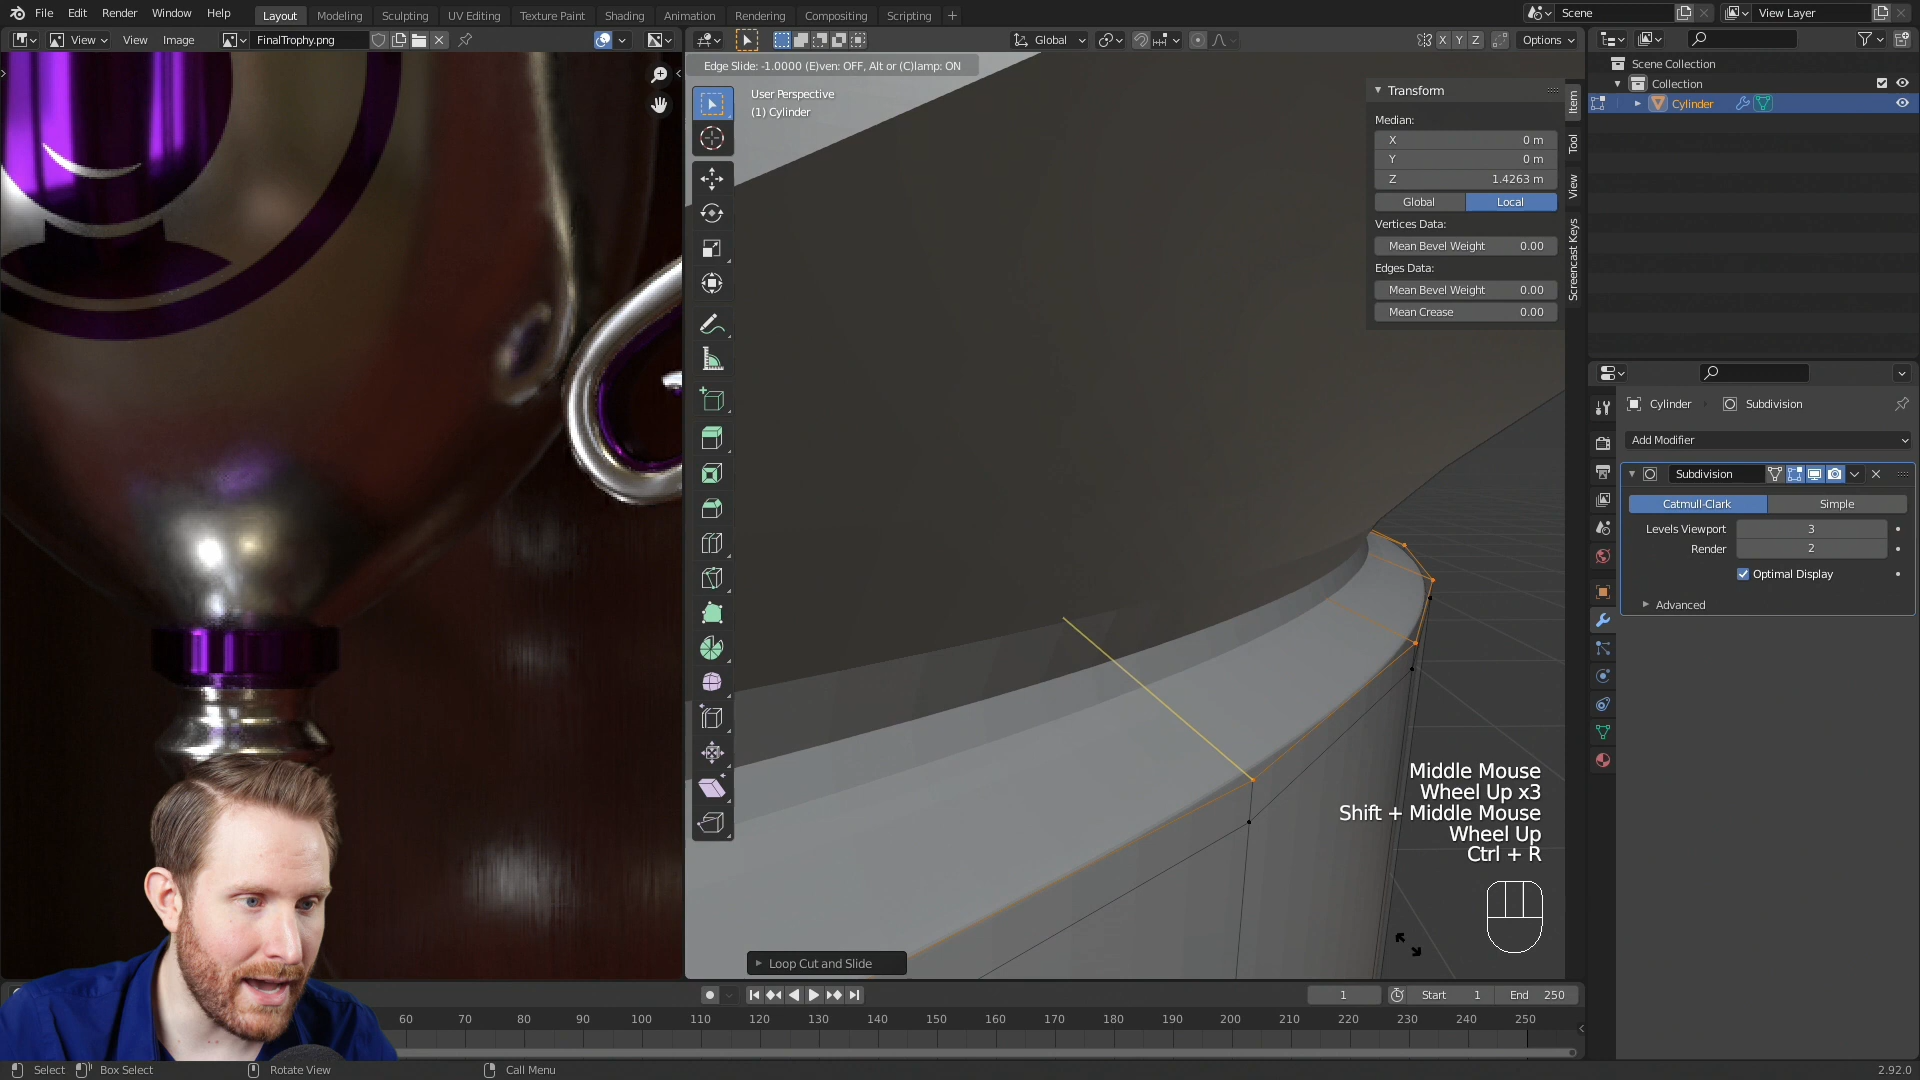 File Edit Render Window Help
Layout Modeling Sculpting UV Editing Texture Paint Shading Animation Rendering Compositing Scripting +
Scene
View Layer
View View Image FinalTrophy.png
Global
X Y Z
Options
Edge Slide: -1.0000 (E)ven: OFF, Alt or (C)lamp: ON
User Perspective
(1) Cylinder
Transform
Median:
X 0 m
Y 0 m
Z 1.4263 m
Global Local
Vertices Data:
Mean Bevel Weight 0.00
Edges Data:
Mean Bevel Weight 0.00
Mean Crease 0.00
Item
Tool
View
Screencast Keys
Scene Collection
Collection
Cylinder
Cylinder Subdivision
Add Modifier
Subdivision
Catmull-Clark Simple
Levels Viewport 3
Render 2
Optimal Display
Advanced
Middle Mouse
Wheel Up x3
Shift + Middle Mouse
Wheel Up
Ctrl + R
Loop Cut and Slide
1 Start 1 End 250
60 70 80 90 100 110 120 130 140 150 160 170 180 190 200 210 220 230 240 250
Select Box Select Rotate View Call Menu 2.92.0